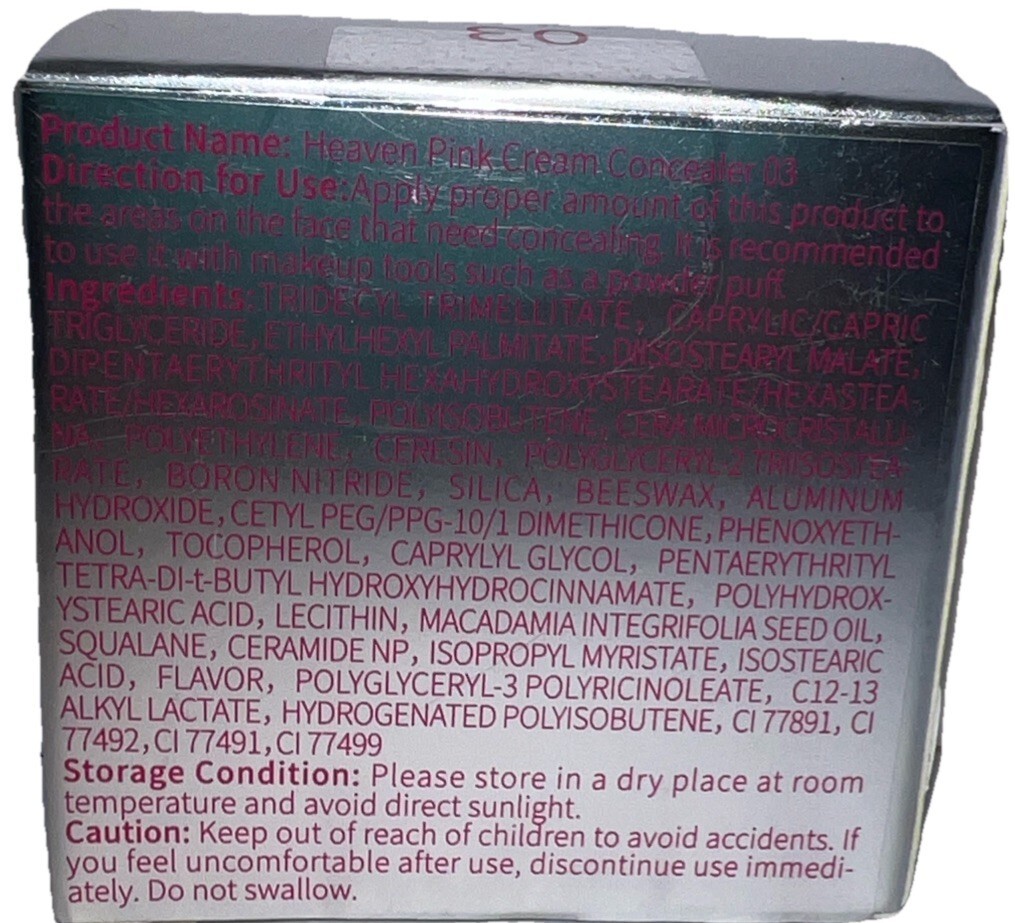 03
Product Name: Heaven Pink Cream Concealer 03
Direction for Use:Apply proper amount of this product to
the areas on the face that need concealing. It is recommended
to use it with makeup tools such as a powder puff.
Ingredients:TRIDECYL TRIMELLITATE, CAPRYLIC/CAPRIC
TRIGLYCERIDE, ETHYLHEXYL PALMITATE, DIISOSTEARYL MALATE,
DIPENTAERYTHRITYL HEXAHYDROXYSTEARATE/HEXASTEA-
RATE/HEXAROSINATE, POLYISOBUTENE, CERA MICROCRISTALLI-
NA, POLYETHYLENE, CERESIN, POLYGLYCERYL-2 TRIISOSTEA-
RATE, BORON NITRIDE, SILICA, BEESWAX, ALUMINUM
HYDROXIDE, CETYL PEG/PPG-10/1 DIMETHICONE, PHENOXYETH-
ANOL, TOCOPHEROL, CAPRYLYL GLYCOL, PENTAERYTHRITYL
TETRA-DI-t-BUTYL HYDROXYHYDROCINNAMATE, POLYHYDROX-
YSTEARIC ACID, LECITHIN, MACADAMIA INTEGRIFOLIA SEED OIL,
SQUALANE, CERAMIDE NP, ISOPROPYL MYRISTATE, ISOSTEARIC
ACID, FLAVOR, POLYGLYCERYL-3 POLYRICINOLEATE, C12-13
ALKYL LACTATE, HYDROGENATED POLYISOBUTENE, CI 77891, CI
77492, CI 77491, CI 77499
Storage Condition: Please store in a dry place at room
temperature and avoid direct sunlight.
Caution: Keep out of reach of children to avoid accidents. If
you feel uncomfortable after use, discontinue use immedi-
ately. Do not swallow.